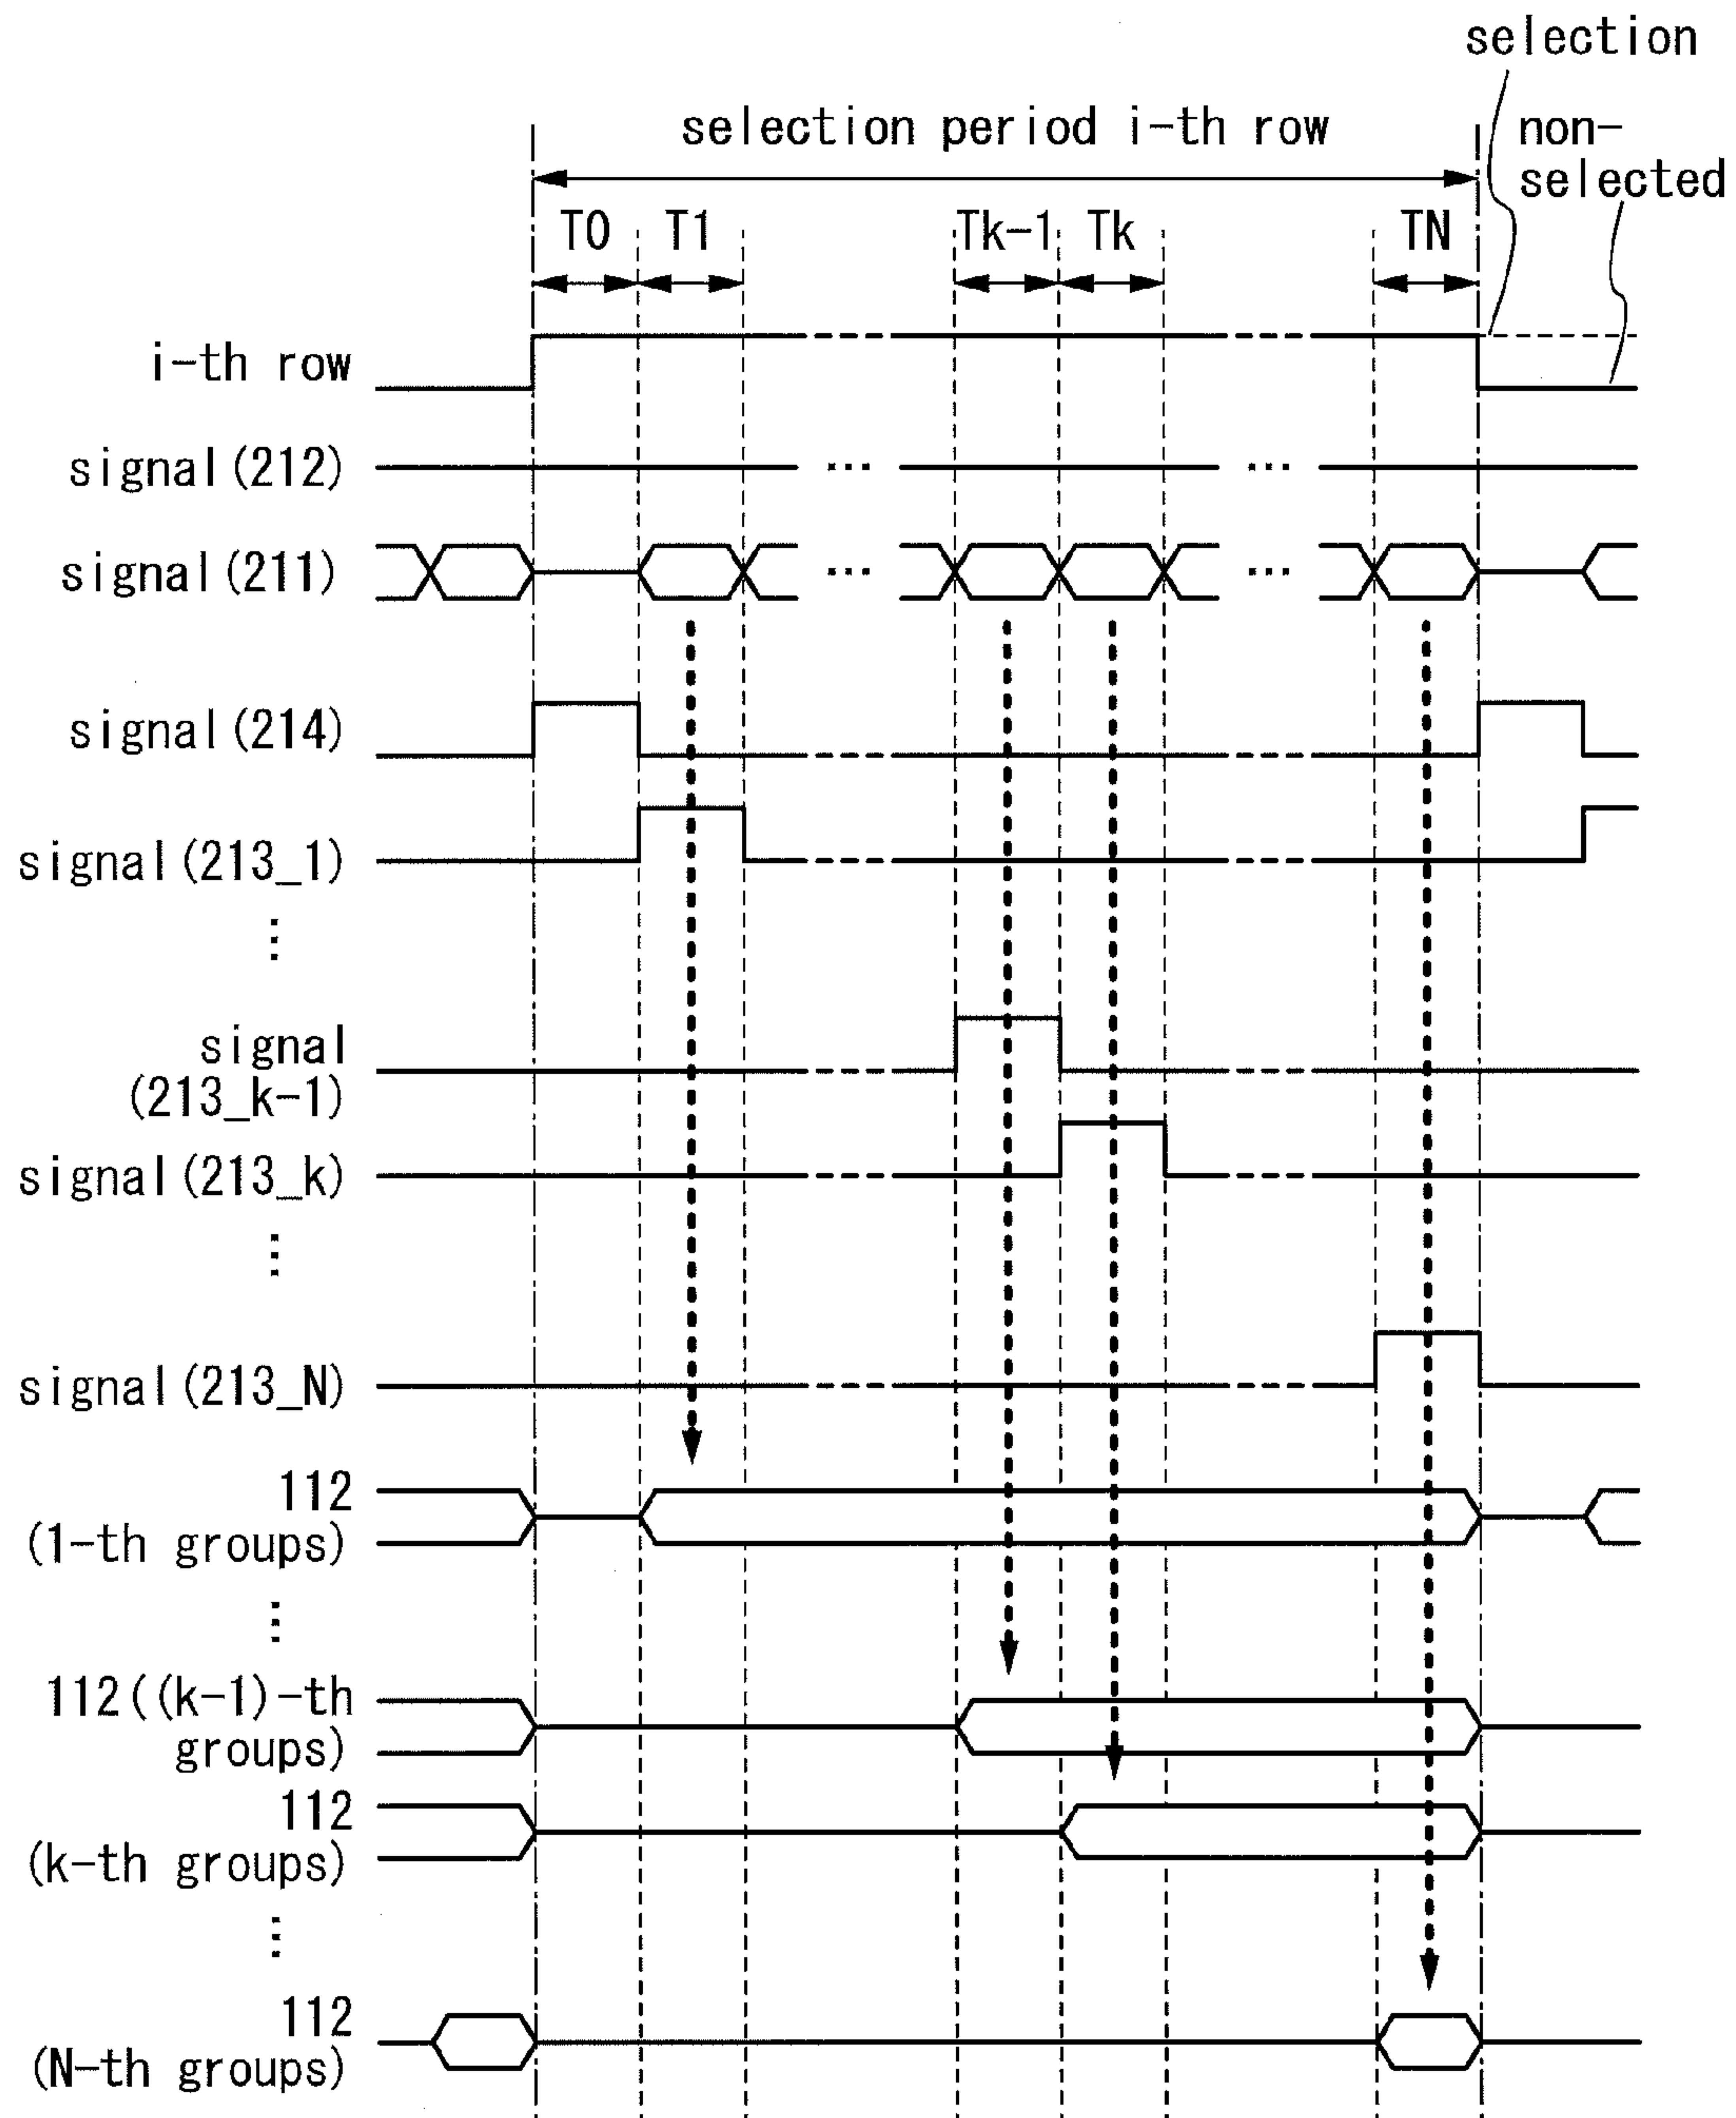 selection
selection period i-th row
non-
selected
T0
T1
Tk-1
Tk
TN
i-th row
signal(212)
...
...
signal(211)
...
...
signal(214)
signal(213_1)
⋮
signal
(213_k-1)
signal(213_k)
⋮
signal(213_N)
112
(1-th groups)
⋮
112((k-1)-th
groups)
112
(k-th groups)
⋮
112
(N-th groups)